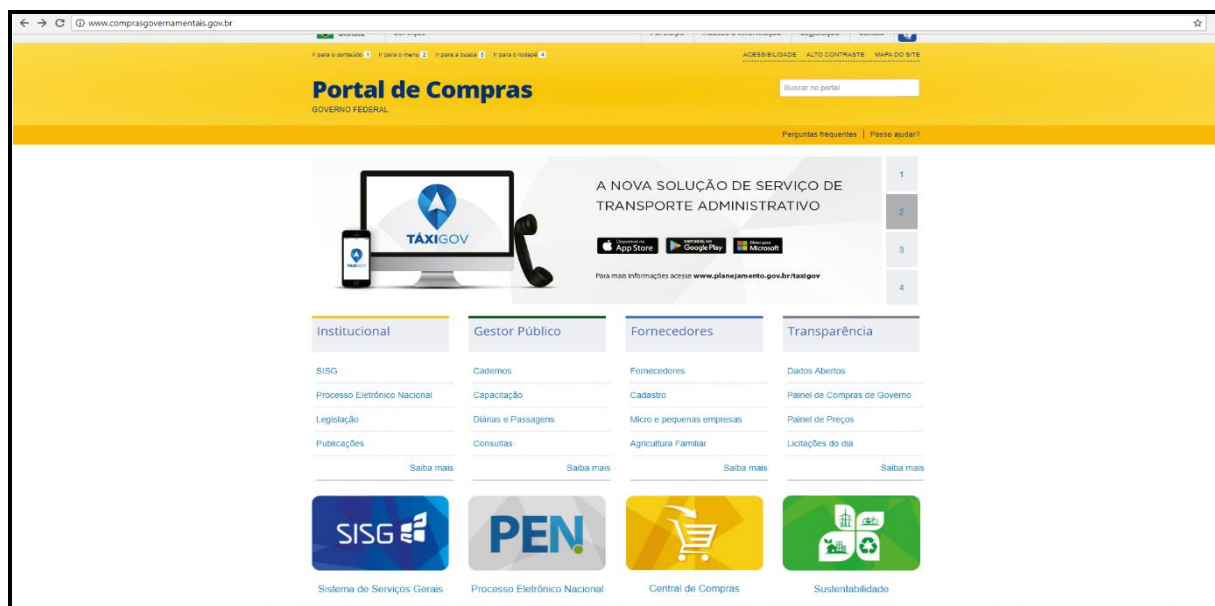 www.comprasgovernamentais.gov.br
Ir para o conteúdo 1 Ir para o menu 2 Ir para a busca 3 Ir para o rodapé 4
ACESSIBILIDADE ALTO CONTRASTE MAPA DO SITE
Portal de Compras
GOVERNO FEDERAL
Buscar no portal
Perguntas frequentes | Posso ajudar?
TÁXIGOV
TÁXIGOV
A NOVA SOLUÇÃO DE SERVIÇO DE
TRANSPORTE ADMINISTRATIVO
Disponível na App Store
DISPONÍVEL NO Google Play
Microsoft
Para mais informações acesse www.planejamento.gov.br/taxigov
1
2
3
4
Institucional Gestor Público Fornecedores Transparência
SISG Cadernos Fornecedores Dados Abertos
Processo Eletrônico Nacional Capacitação Cadastro Painel de Compras de Governo
Legislação Diárias e Passagens Micro e pequenas empresas Painel de Preços
Publicações Consultas Agricultura Familiar Licitações do dia
Saiba mais Saiba mais Saiba mais Saiba mais
SISG PEN
Sistema de Serviços Gerais Processo Eletrônico Nacional Central de Compras Sustentabilidade